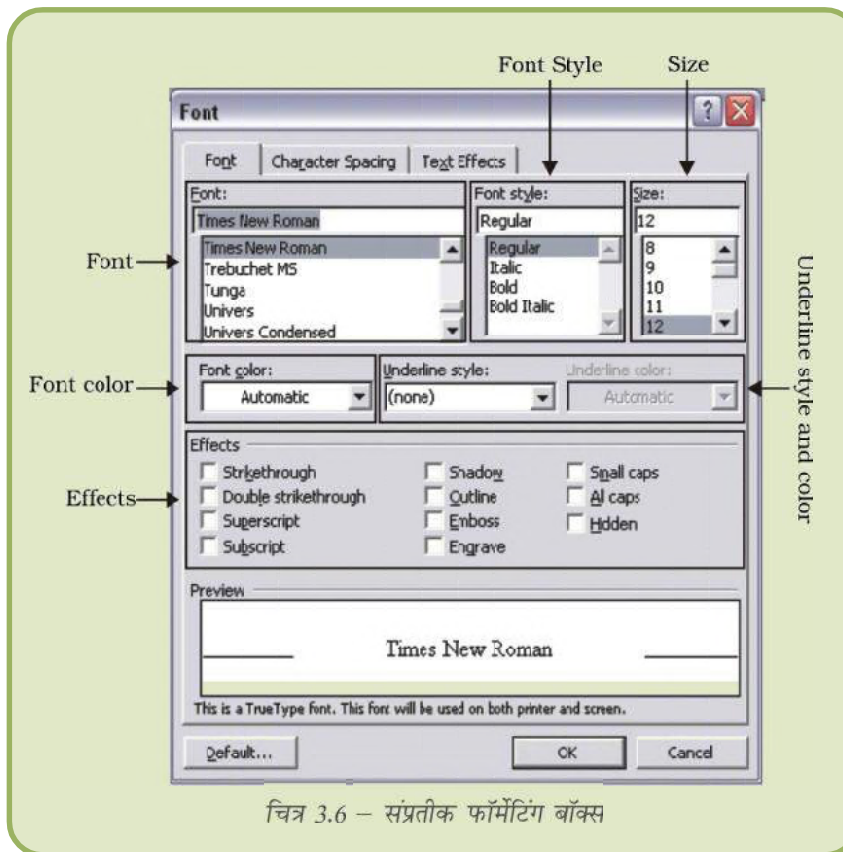 Font Style Size
Font
Font Character Spacing Text Effects
Font: Font style: Size:
Times New Roman Regular 12
Times New Roman Regular 8
Trebuchet MS Italic 9
Tunga Bold 10
Univers Bold Italic 11
Univers Condensed 12
Font
Font color: Underline style: Underline color:
Automatic (none) Automatic
Font color
Underline style and color
Effects
Strikethrough Shadow Small caps
Double strikethrough Outline All caps
Superscript Emboss Hidden
Subscript Engrave
Effects
Preview
Times New Roman
This is a TrueType font. This font will be used on both printer and screen.
Default... OK Cancel
चित्र 3.6 – संप्रतीक फॉर्मेटिंग बॉक्स